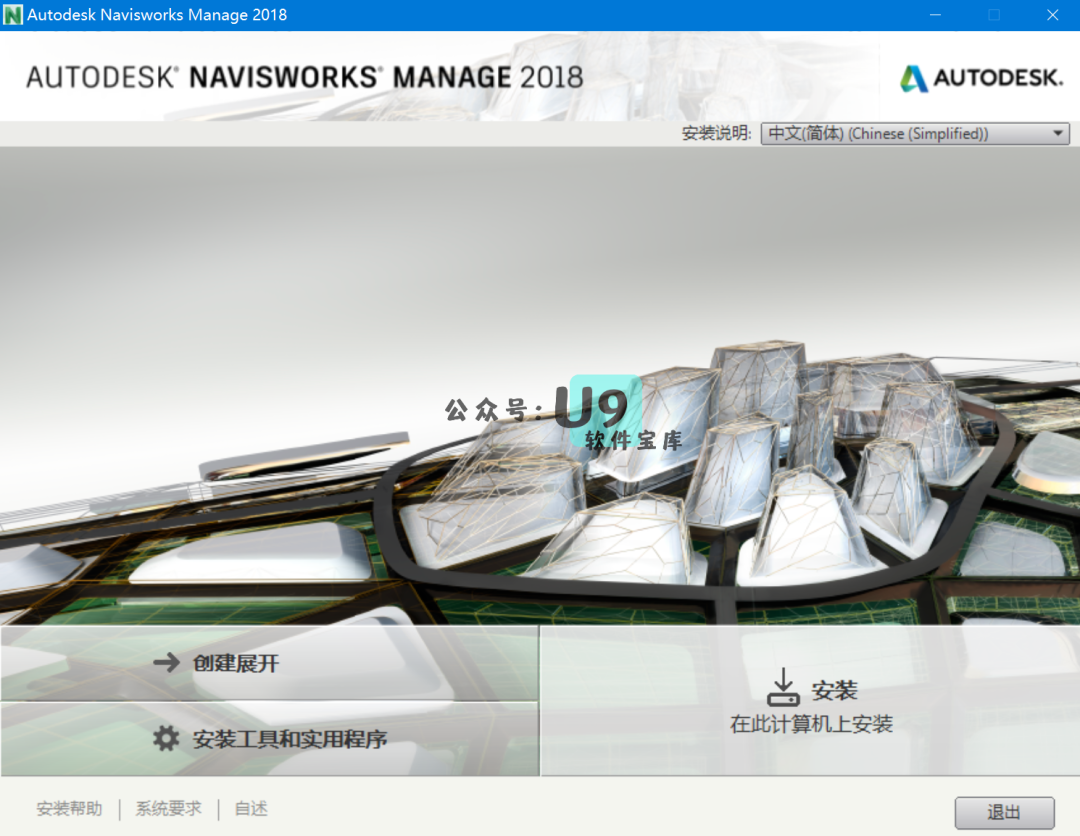 Autodesk Navisworks Manage 2018
AUTODESK® NAVISWORKS® MANAGE 2018
AUTODESK.
安装说明: 中文(简体) (Chinese (Simplified))
公众号: U9
软件宝库
创建展开
安装
在此计算机上安装
安装工具和实用程序
安装帮助 | 系统要求 | 自述
退出